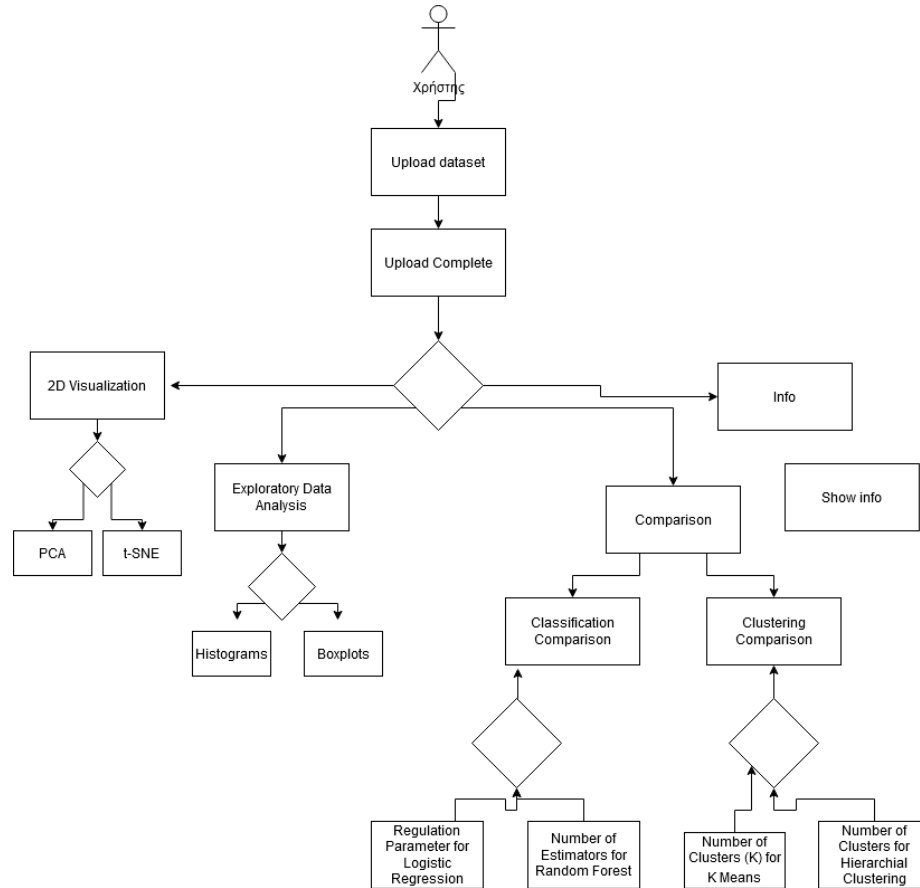 Χρήστης
Upload dataset
Upload Complete
2D Visualization
Info
Exploratory Data
Analysis
Show info
Comparison
PCA
t-SNE
Classification
Comparison
Clustering
Comparison
Histograms
Boxplots
Regulation
Parameter for
Logistic
Regression
Number of
Estimators for
Random Forest
Number of
Clusters (K) for
K Means
Number of
Clusters for
Hierarchial
Clustering